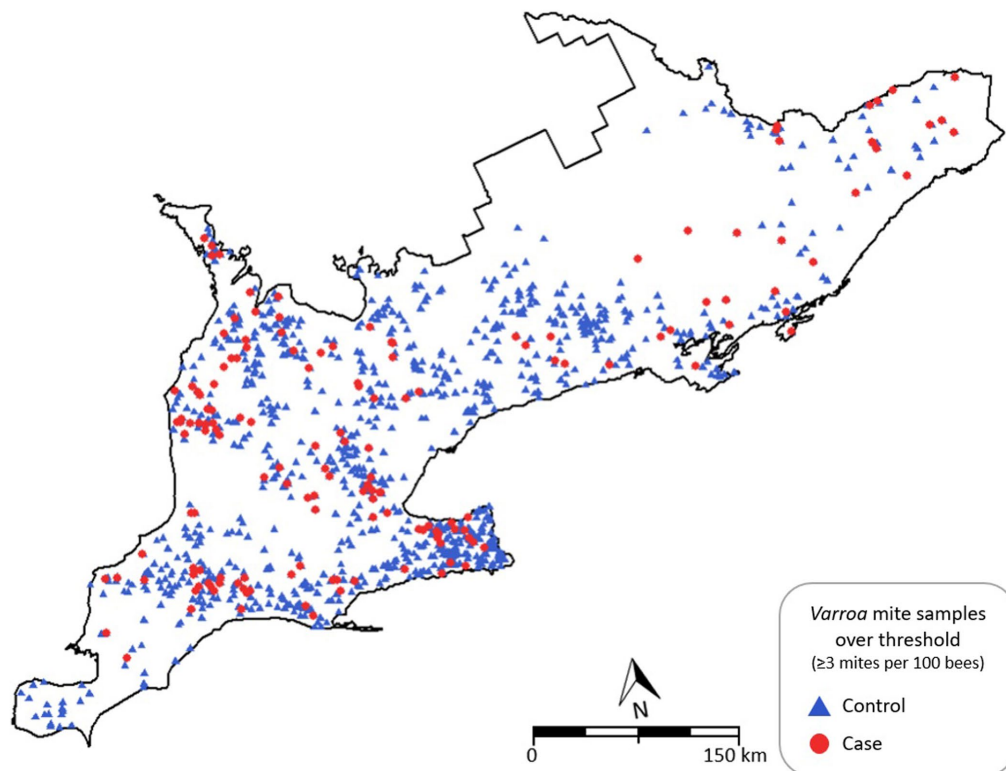 Varroa mite samples
over threshold
(≥3 mites per 100 bees)
Control
Case
N
0 150 km